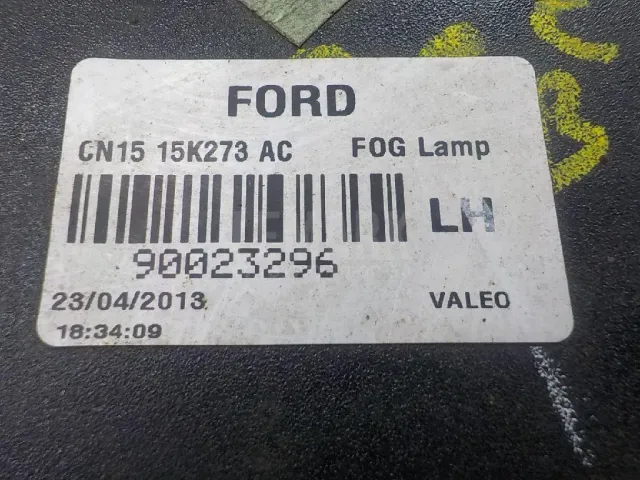 FORD
CN15 15K273 AC FOG Lamp
LH
90023296
23/04/2013 VALEO
18:34:09